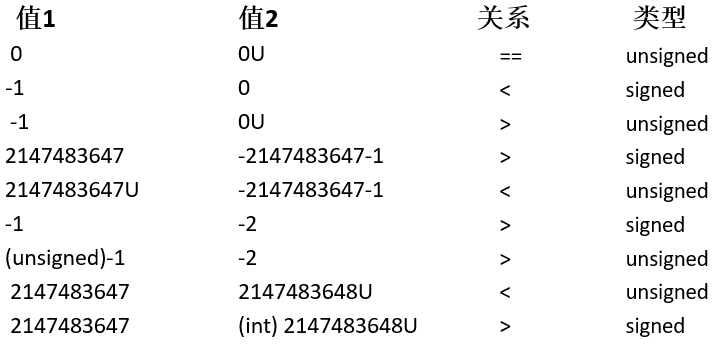 值1 值2 关系 类型
0 0U == unsigned
-1 0 < signed
-1 0U > unsigned
2147483647 -2147483647-1 > signed
2147483647U -2147483647-1 < unsigned
-1 -2 > signed
(unsigned)-1 -2 > unsigned
2147483647 2147483648U < unsigned
2147483647 (int) 2147483648U > signed